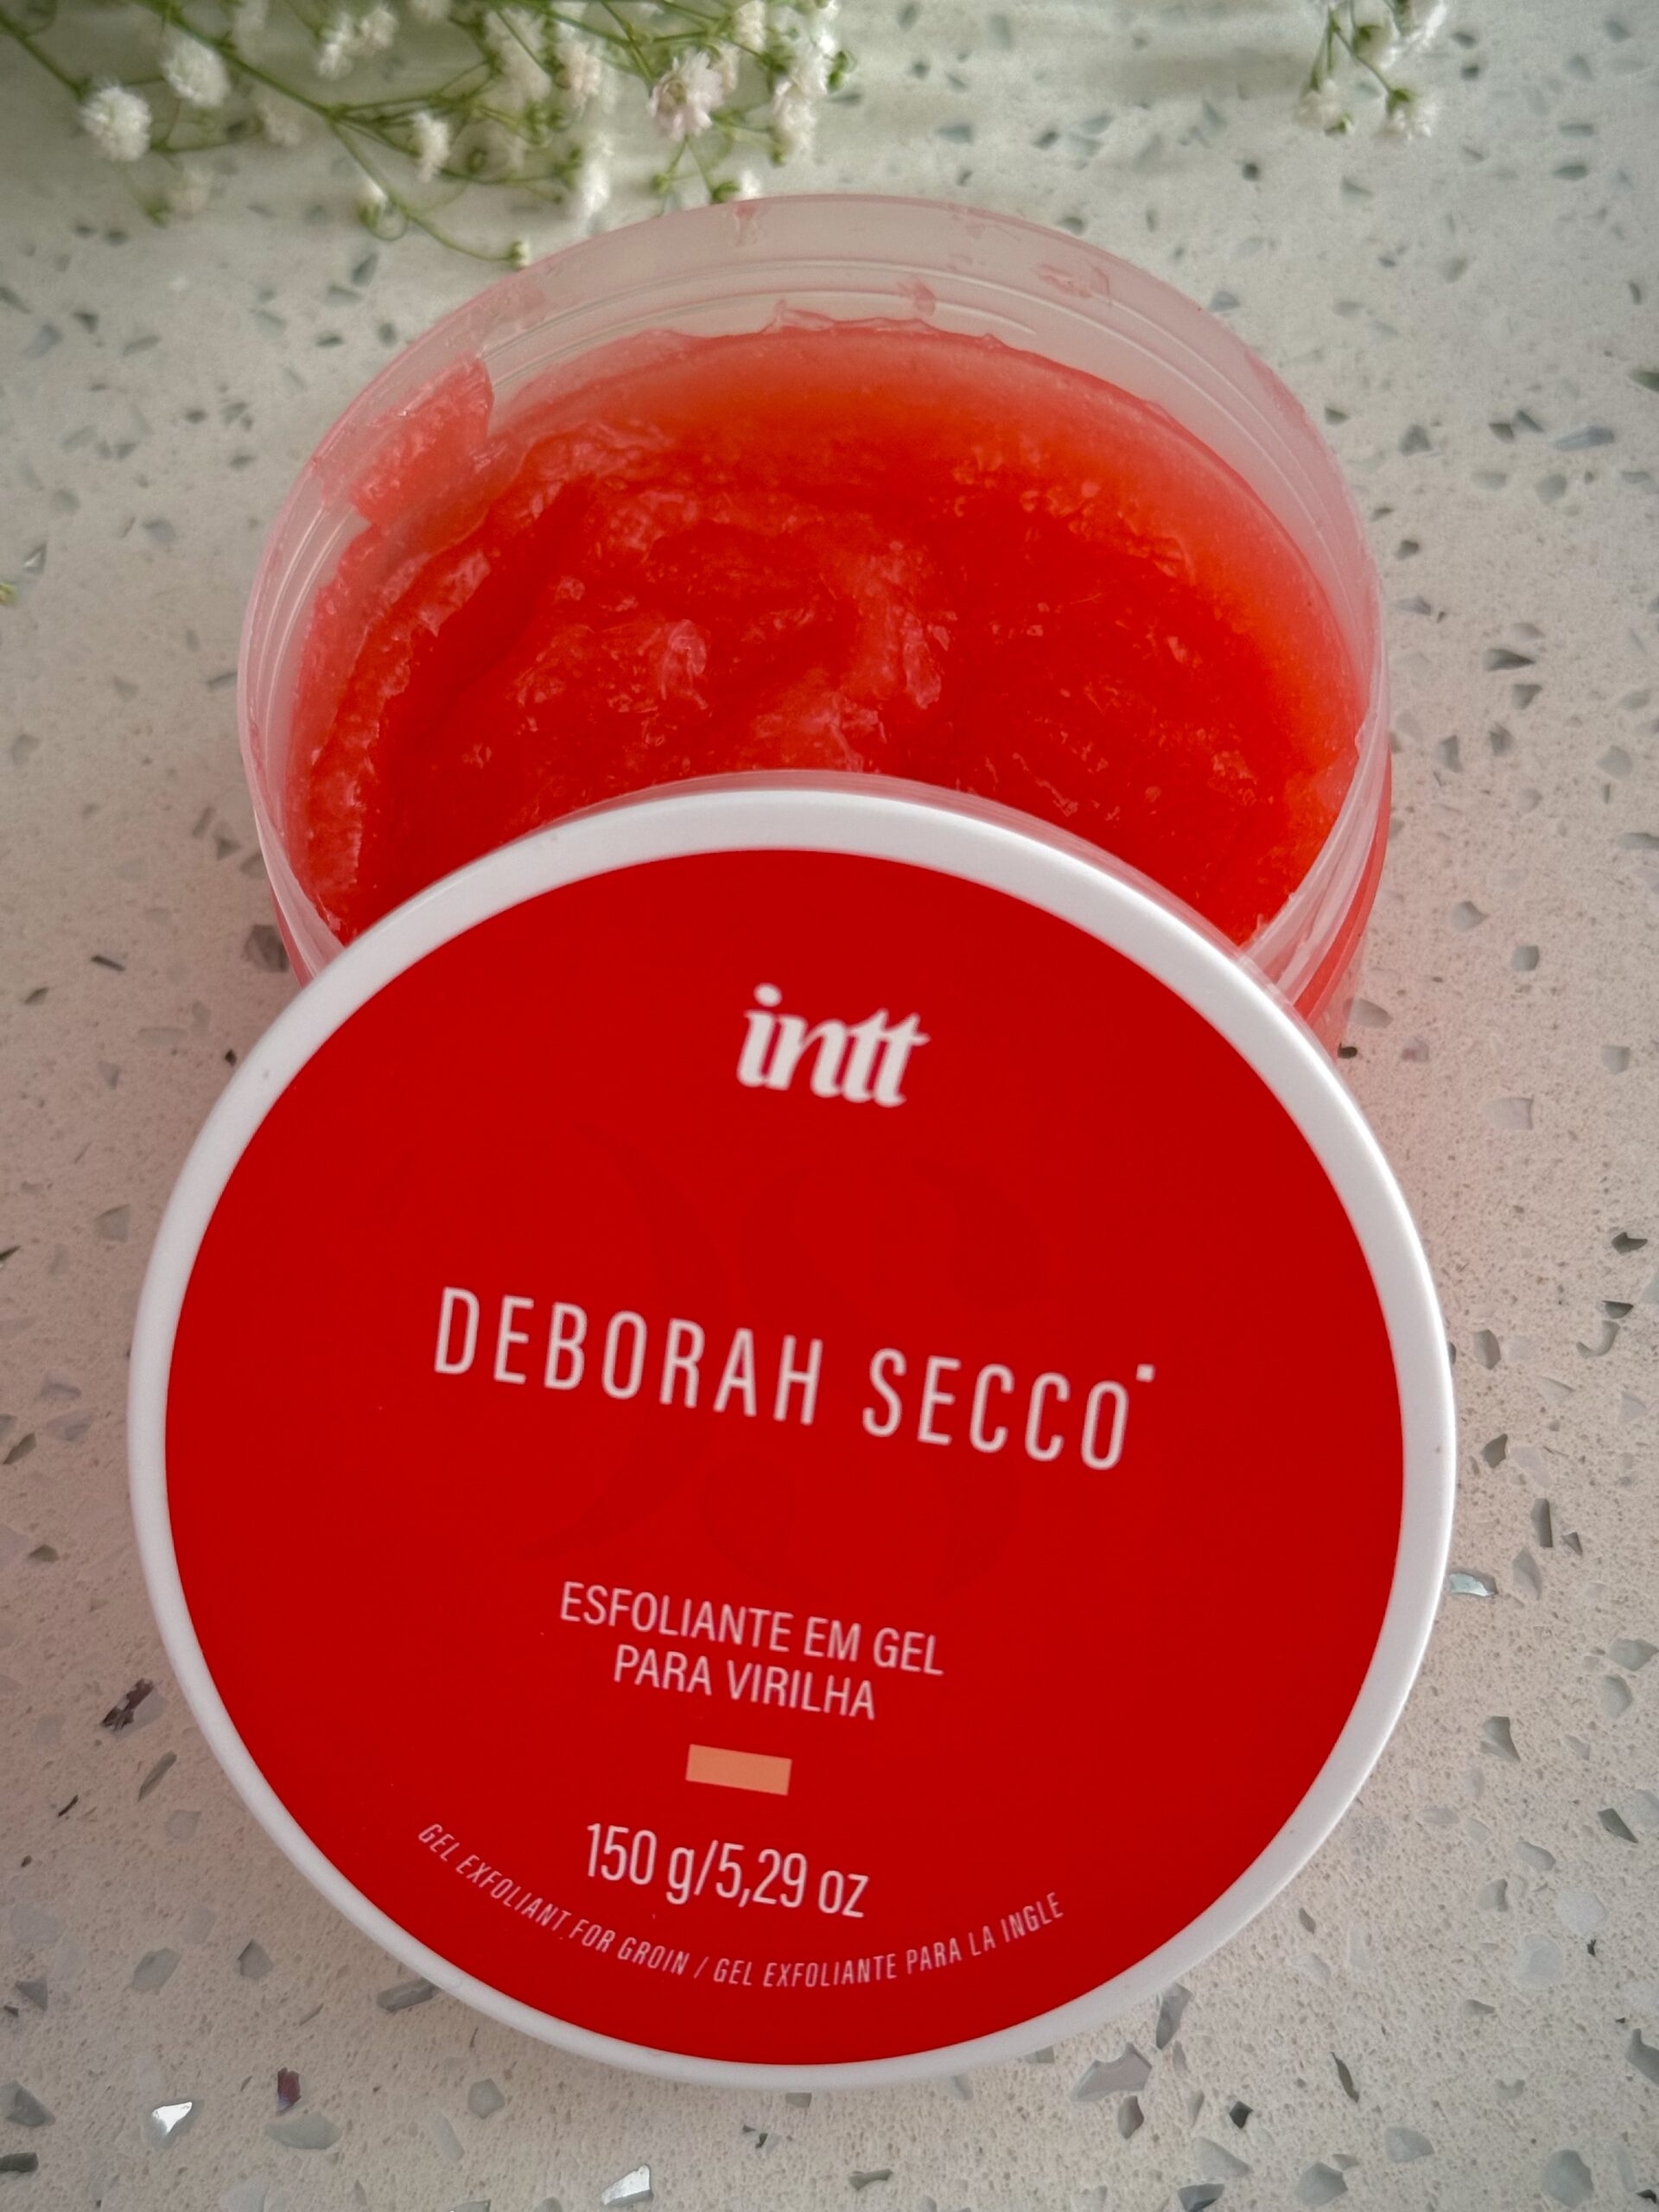 intt
DEBORAH SECCO
ESFOLIANTE EM GEL
PARA VIRILHA
150 g/5,29 oz
GEL EXFOLIANT FOR GROIN / GEL EXFOLIANTE PARA LA INGLE